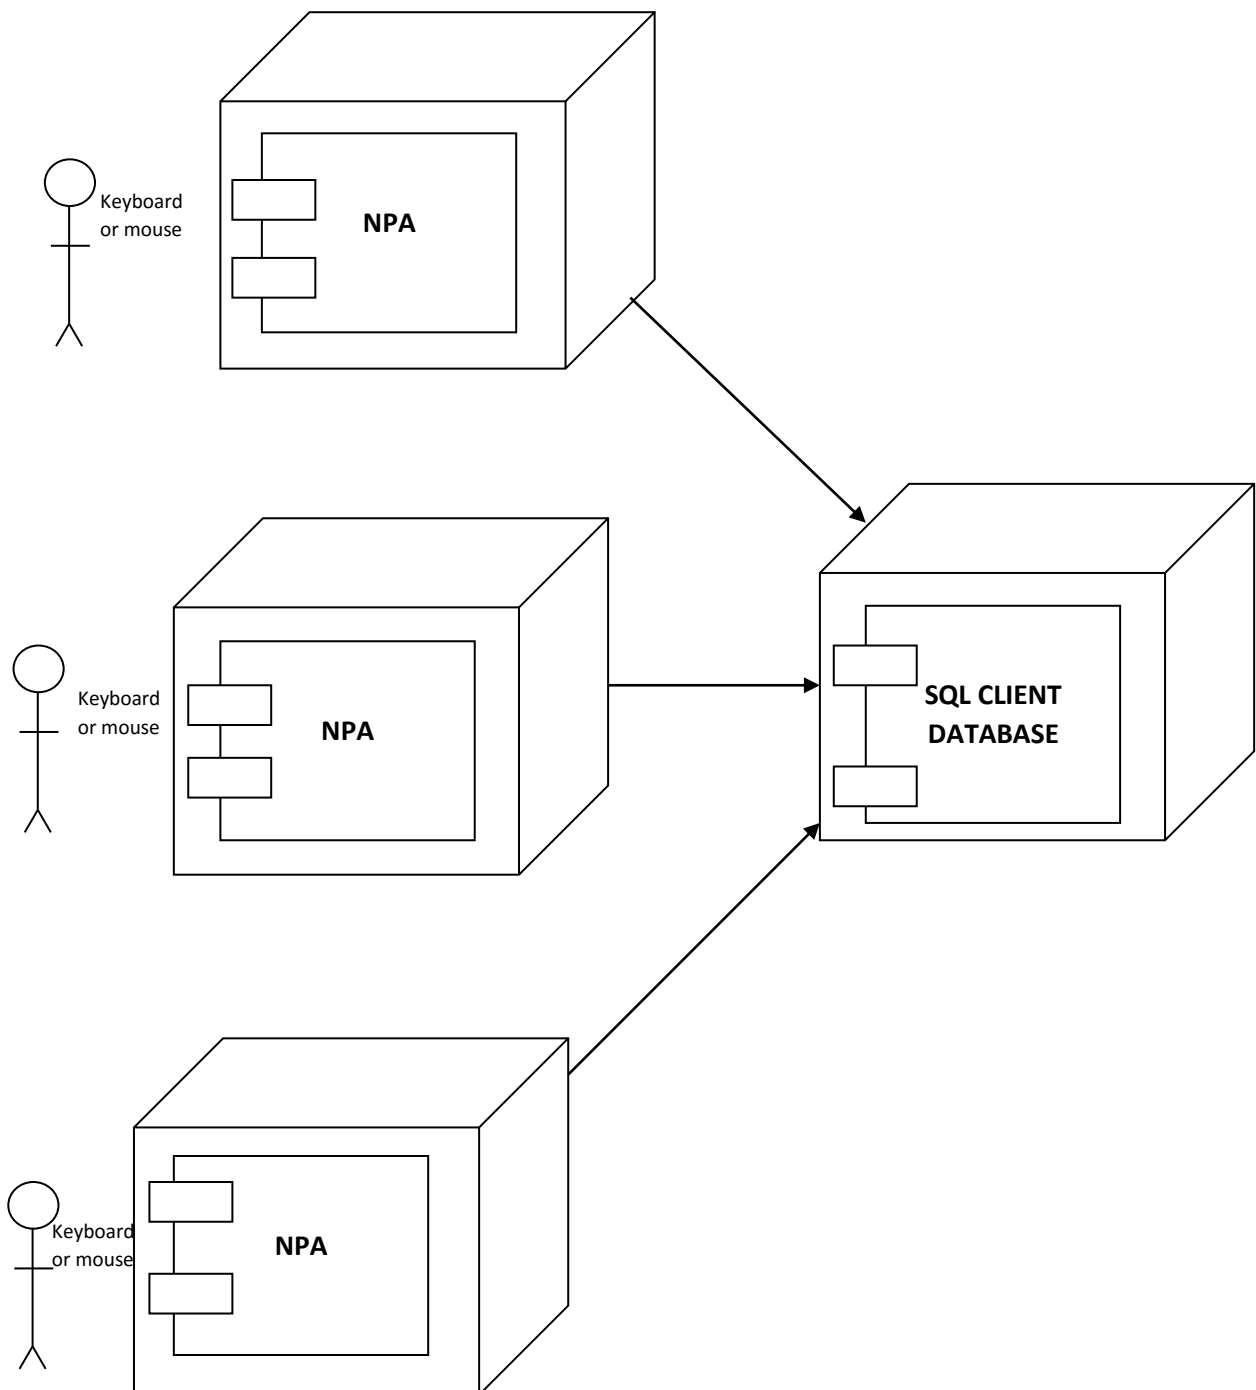 Keyboard
or mouse
NPA
Keyboard
or mouse
NPA
SQL CLIENT
DATABASE
Keyboard
or mouse
NPA